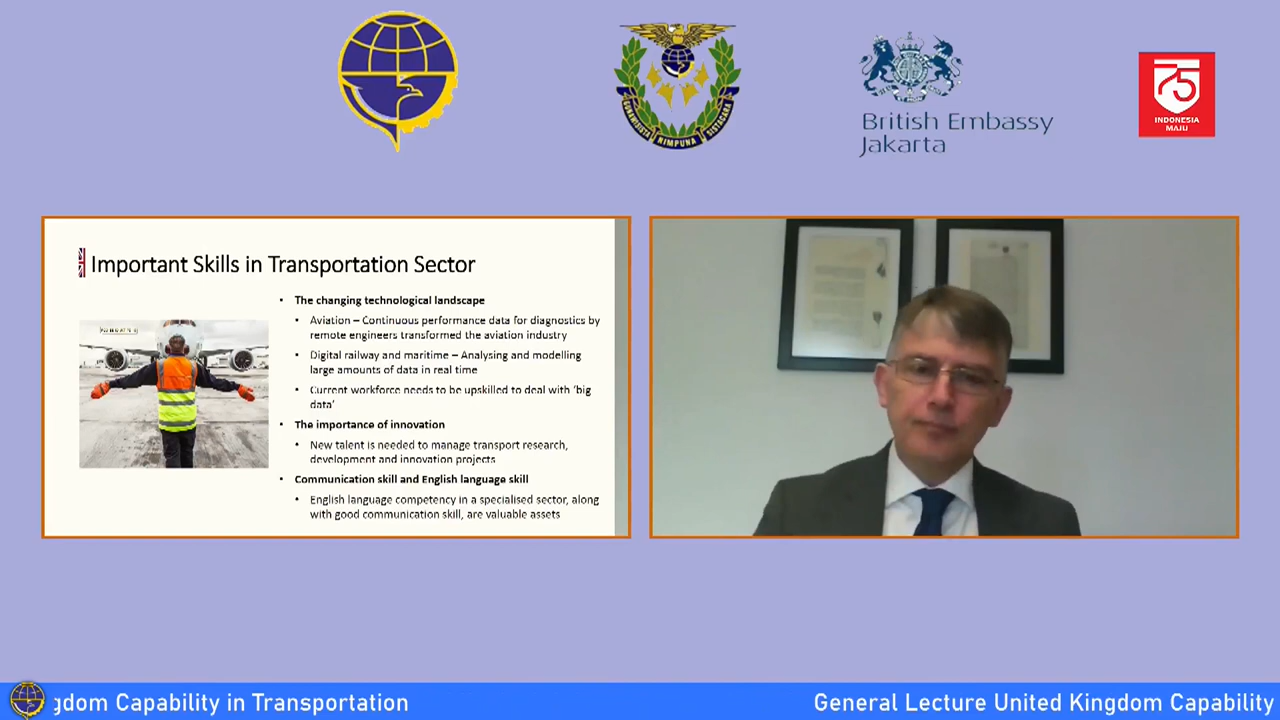 RIMPUNA
British Embassy
Jakarta
75
INDONESIA
MAJU
Important Skills in Transportation Sector
• The changing technological landscape
• Aviation – Continuous performance data for diagnostics by
remote engineers transformed the aviation industry
• Digital railway and maritime – Analysing and modelling
large amounts of data in real time
• Current workforce needs to be upskilled to deal with ‘big
data’
• The importance of innovation
• New talent is needed to manage transport research,
development and innovation projects
• Communication skill and English language skill
• English language competency in a specialised sector, along
with good communication skill, are valuable assets
gdom Capability in Transportation
General Lecture United Kingdom Capability